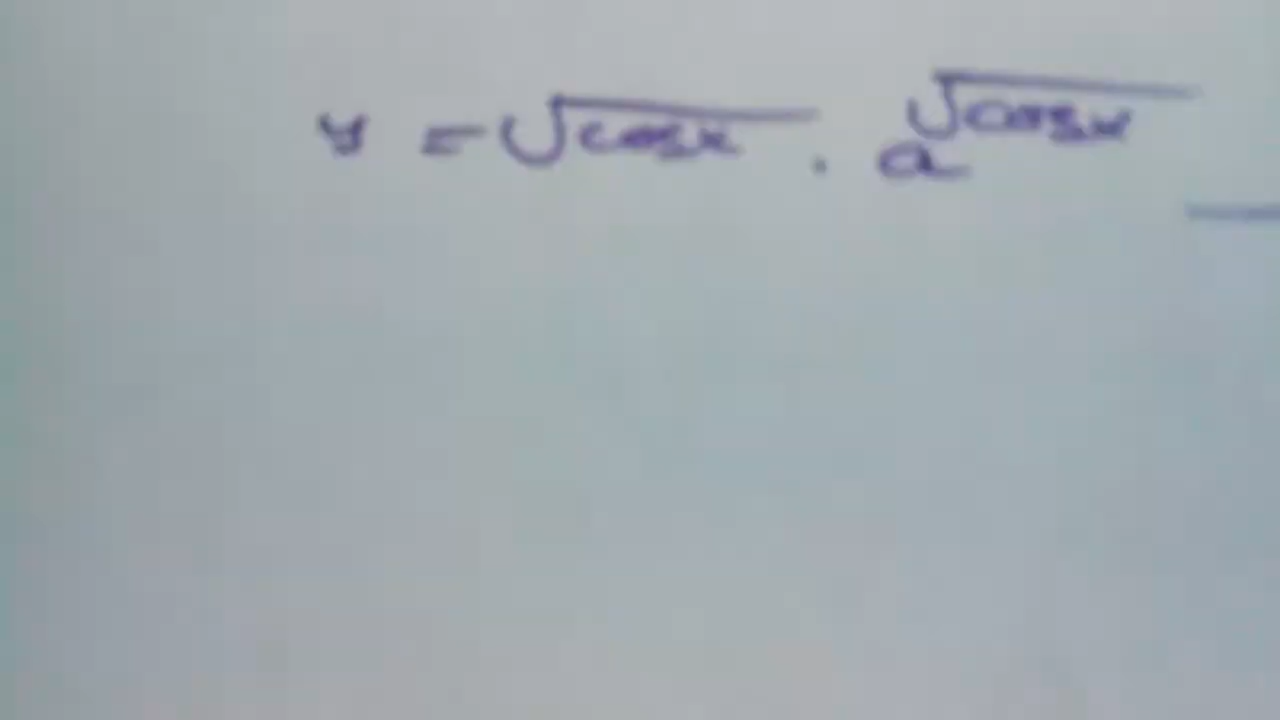 y = √cosx . a^√cosx